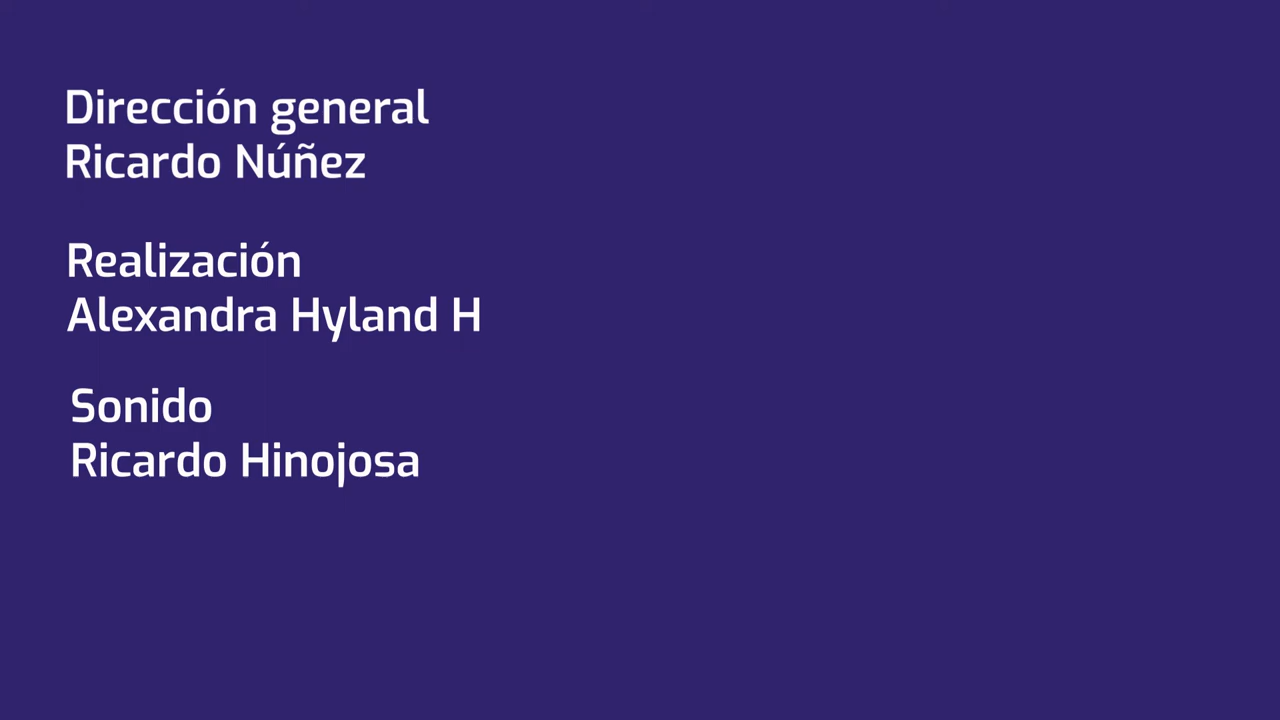 Dirección general
Ricardo Núñez
Realización
Alexandra Hyland H
Sonido
Ricardo Hinojosa